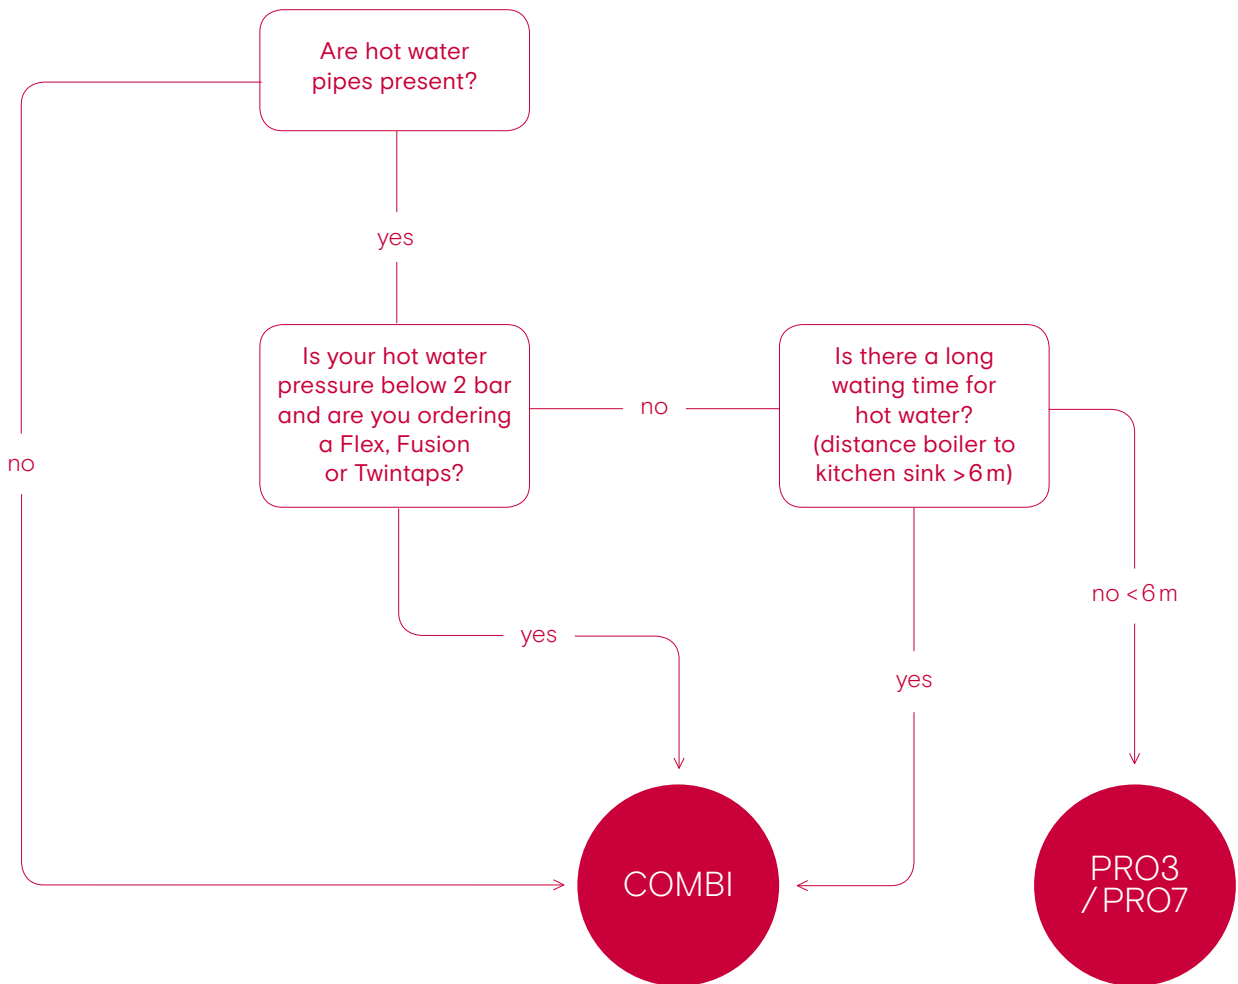 Are hot water
pipes present?
yes
Is your hot water
pressure below 2 bar
and are you ordering
a Flex, Fusion
or Twintaps?
no
Is there a long
wating time for
hot water?
(distance boiler to
kitchen sink >6 m)
no
no <6 m
yes
yes
COMBI
PRO3
/PRO7